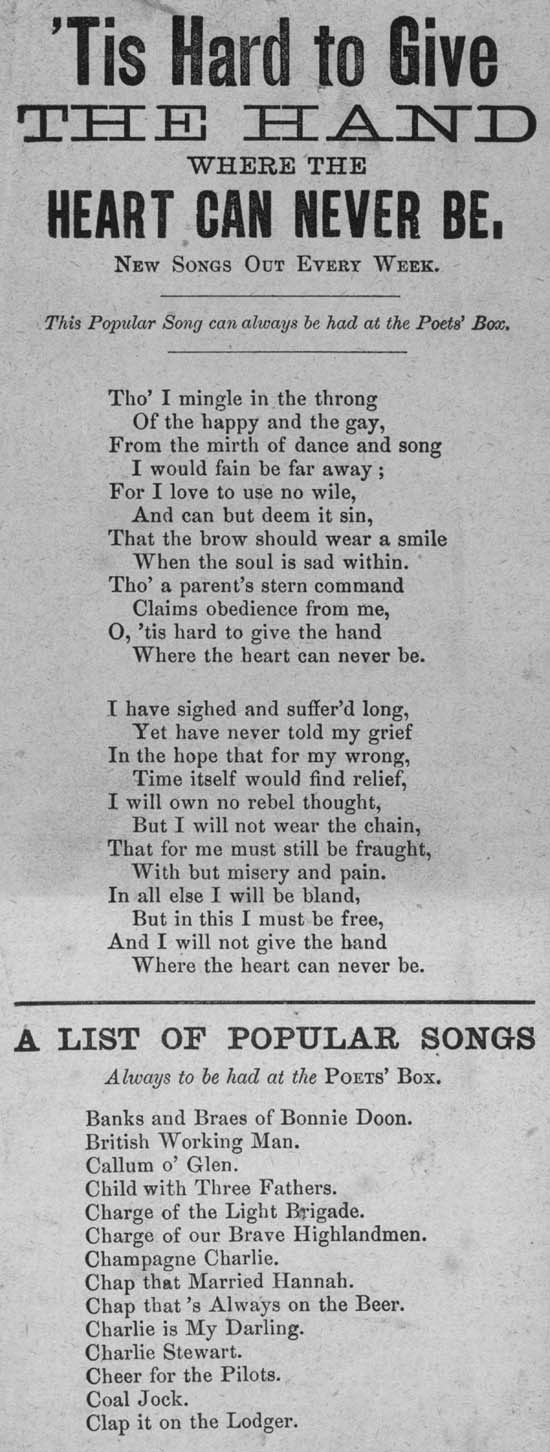 'Tis Hard to Give
THE HAND
WHERE THE
HEART CAN NEVER BE.
NEW SONGS OUT EVERY WEEK.
This Popular Song can always be had at the Poets' Box.
Tho' I mingle in the throng
Of the happy and the gay,
From the mirth of dance and song
I would fain be far away ;
For I love to use no wile,
And can but deem it sin,
That the brow should wear a smile
When the soul is sad within.
Tho' a parent's stern command
Claims obedience from me,
O, 'tis hard to give the hand
Where the heart can never be.
I have sighed and suffer'd long,
Yet have never told my grief
In the hope that for my wrong,
Time itself would find relief,
I will own no rebel thought,
But I will not wear the chain,
That for me must still be fraught,
With but misery and pain.
In all else I will be bland,
But in this I must be free,
And I will not give the hand
Where the heart can never be.
A LIST OF POPULAR SONGS
Always to be had at the POETS' BOX.
Banks and Braes of Bonnie Doon.
British Working Man.
Callum o' Glen.
Child with Three Fathers.
Charge of the Light Brigade.
Charge of our Brave Highlandmen.
Champagne Charlie.
Chap that Married Hannah.
Chap that 's Always on the Beer.
Charlie is My Darling.
Charlie Stewart.
Cheer for the Pilots.
Coal Jock.
Clap it on the Lodger.